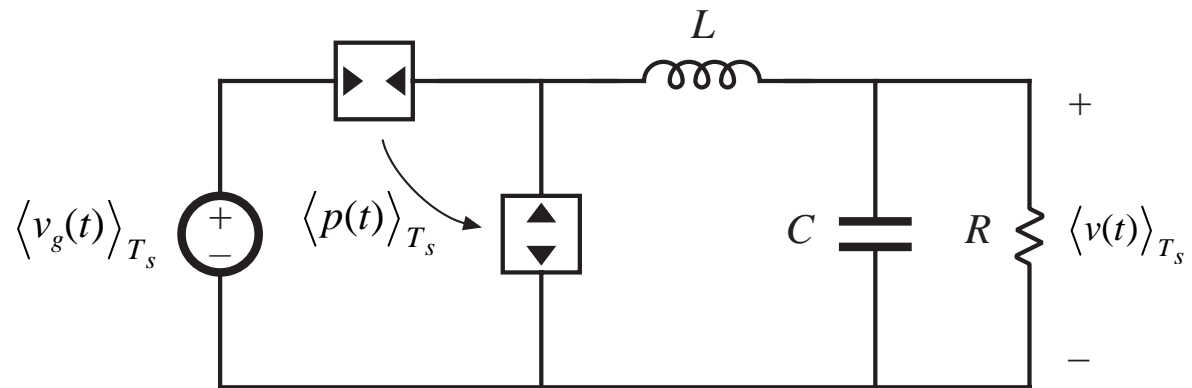 L
+
⟨v_g(t)⟩_{T_s}
+
−
⟨p(t)⟩_{T_s}
C
R
⟨v(t)⟩_{T_s}
−